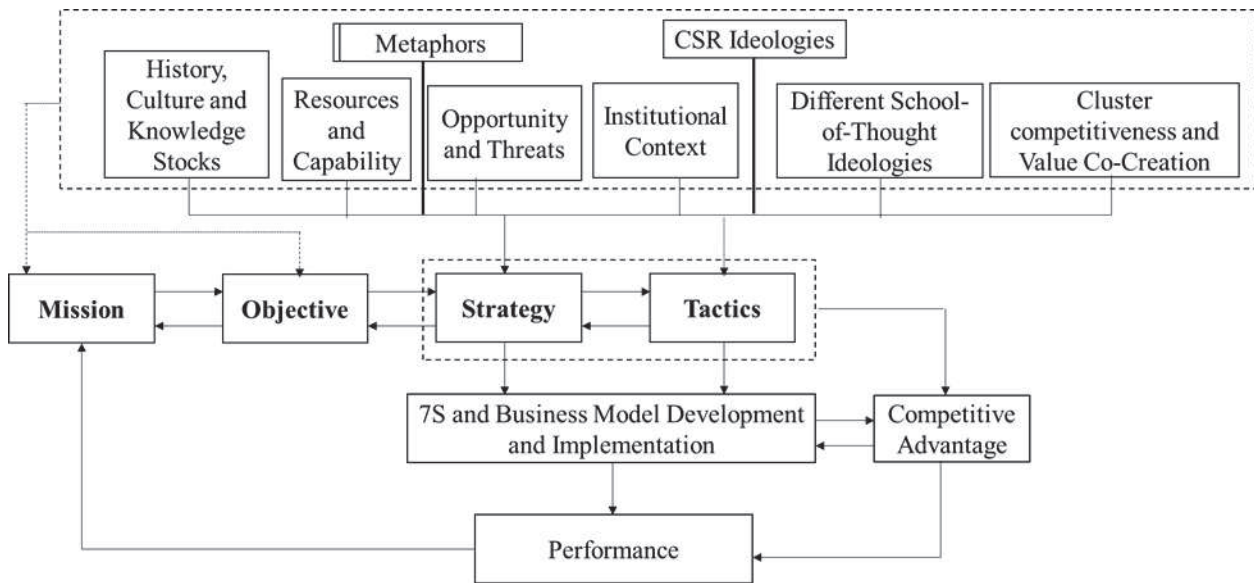 Metaphors
CSR Ideologies
History,
Culture and
Knowledge
Stocks
Resources
and
Capability
Opportunity
and Threats
Institutional
Context
Different School-
of-Thought
Ideologies
Cluster
competitiveness and
Value Co-Creation
Mission
Objective
Strategy
Tactics
7S and Business Model Development
and Implementation
Competitive
Advantage
Performance